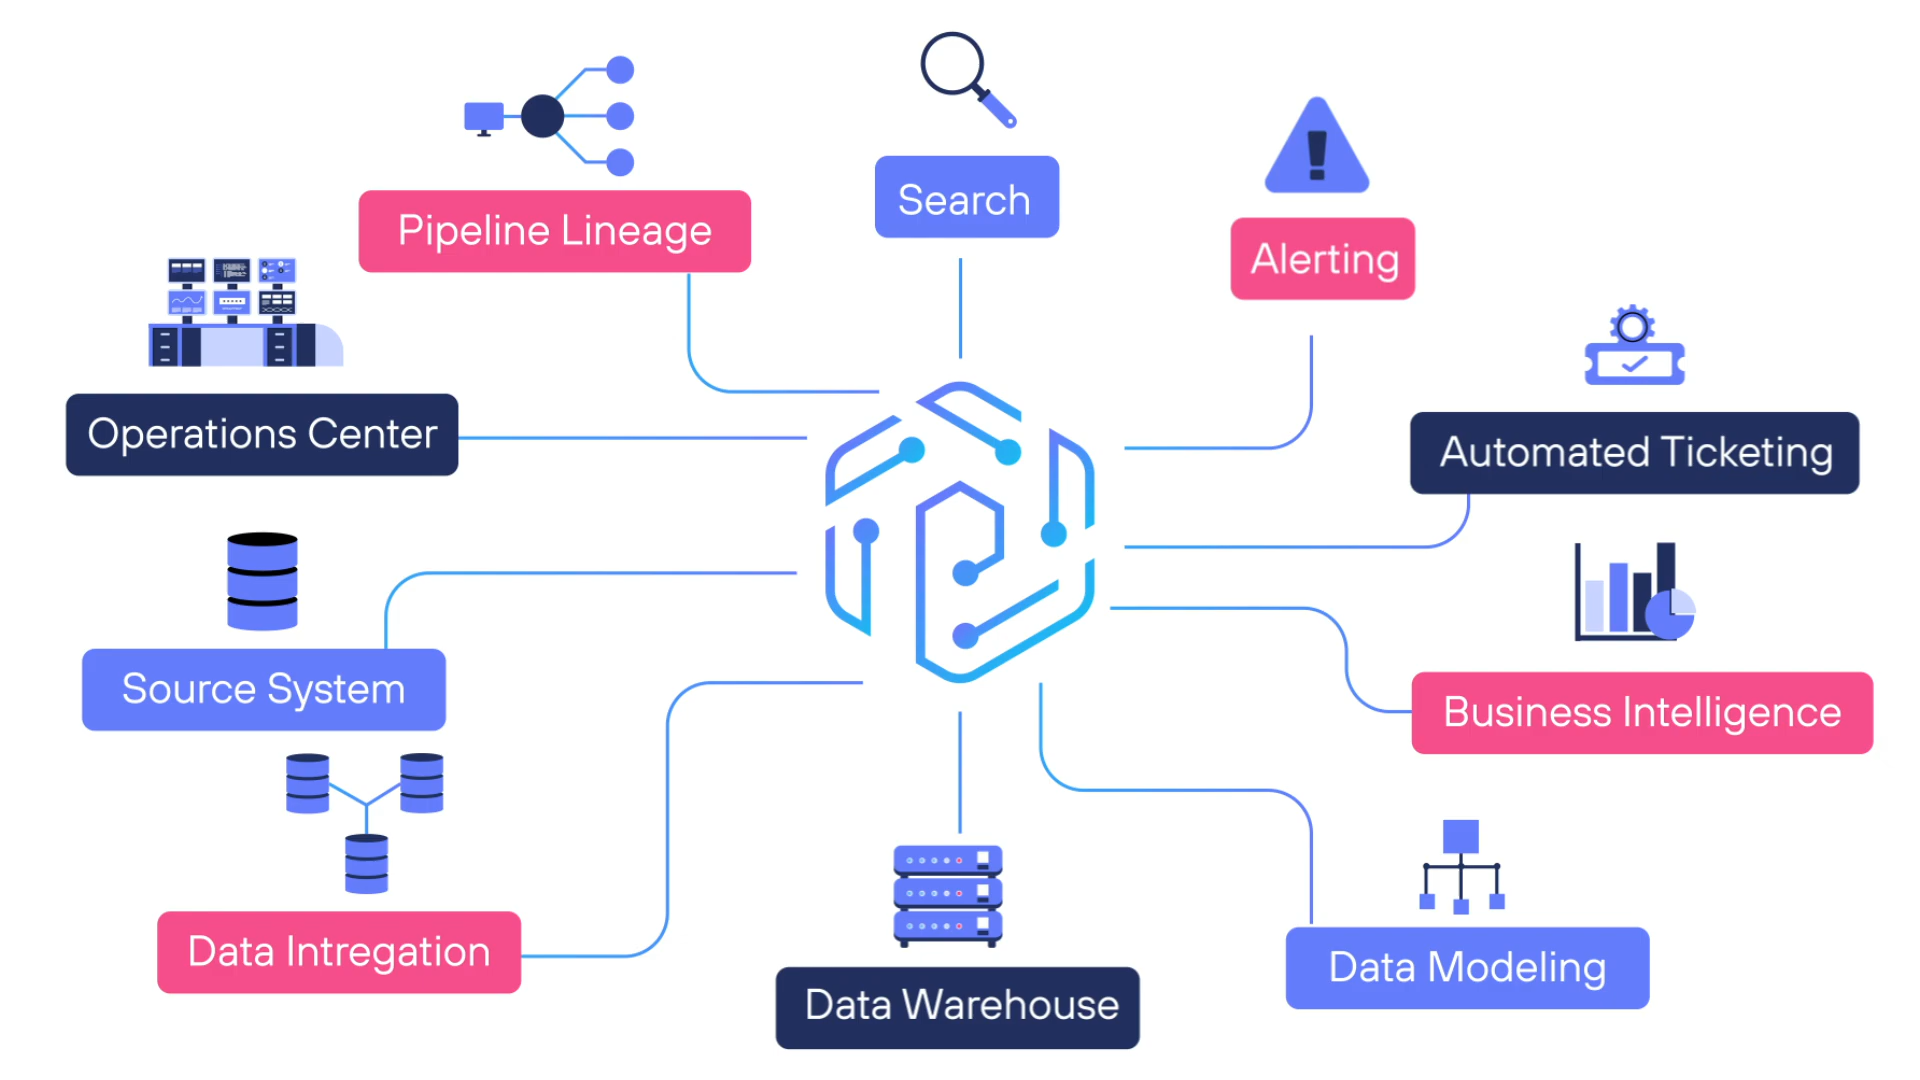 Search
Pipeline Lineage
Alerting
Operations Center
Automated Ticketing
Source System
Business Intelligence
Data Intregation
Data Modeling
Data Warehouse